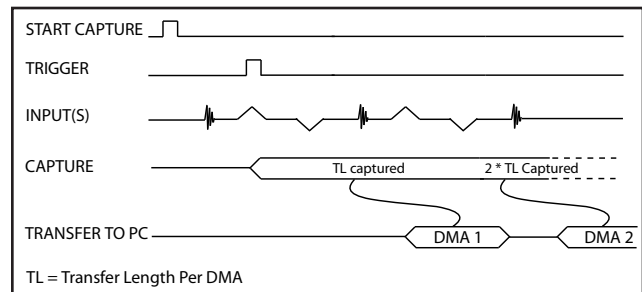 START CAPTURE
TRIGGER
INPUT(S)
CAPTURE TL captured 2 * TL Captured
TRANSFER TO PC DMA 1 DMA 2
TL = Transfer Length Per DMA